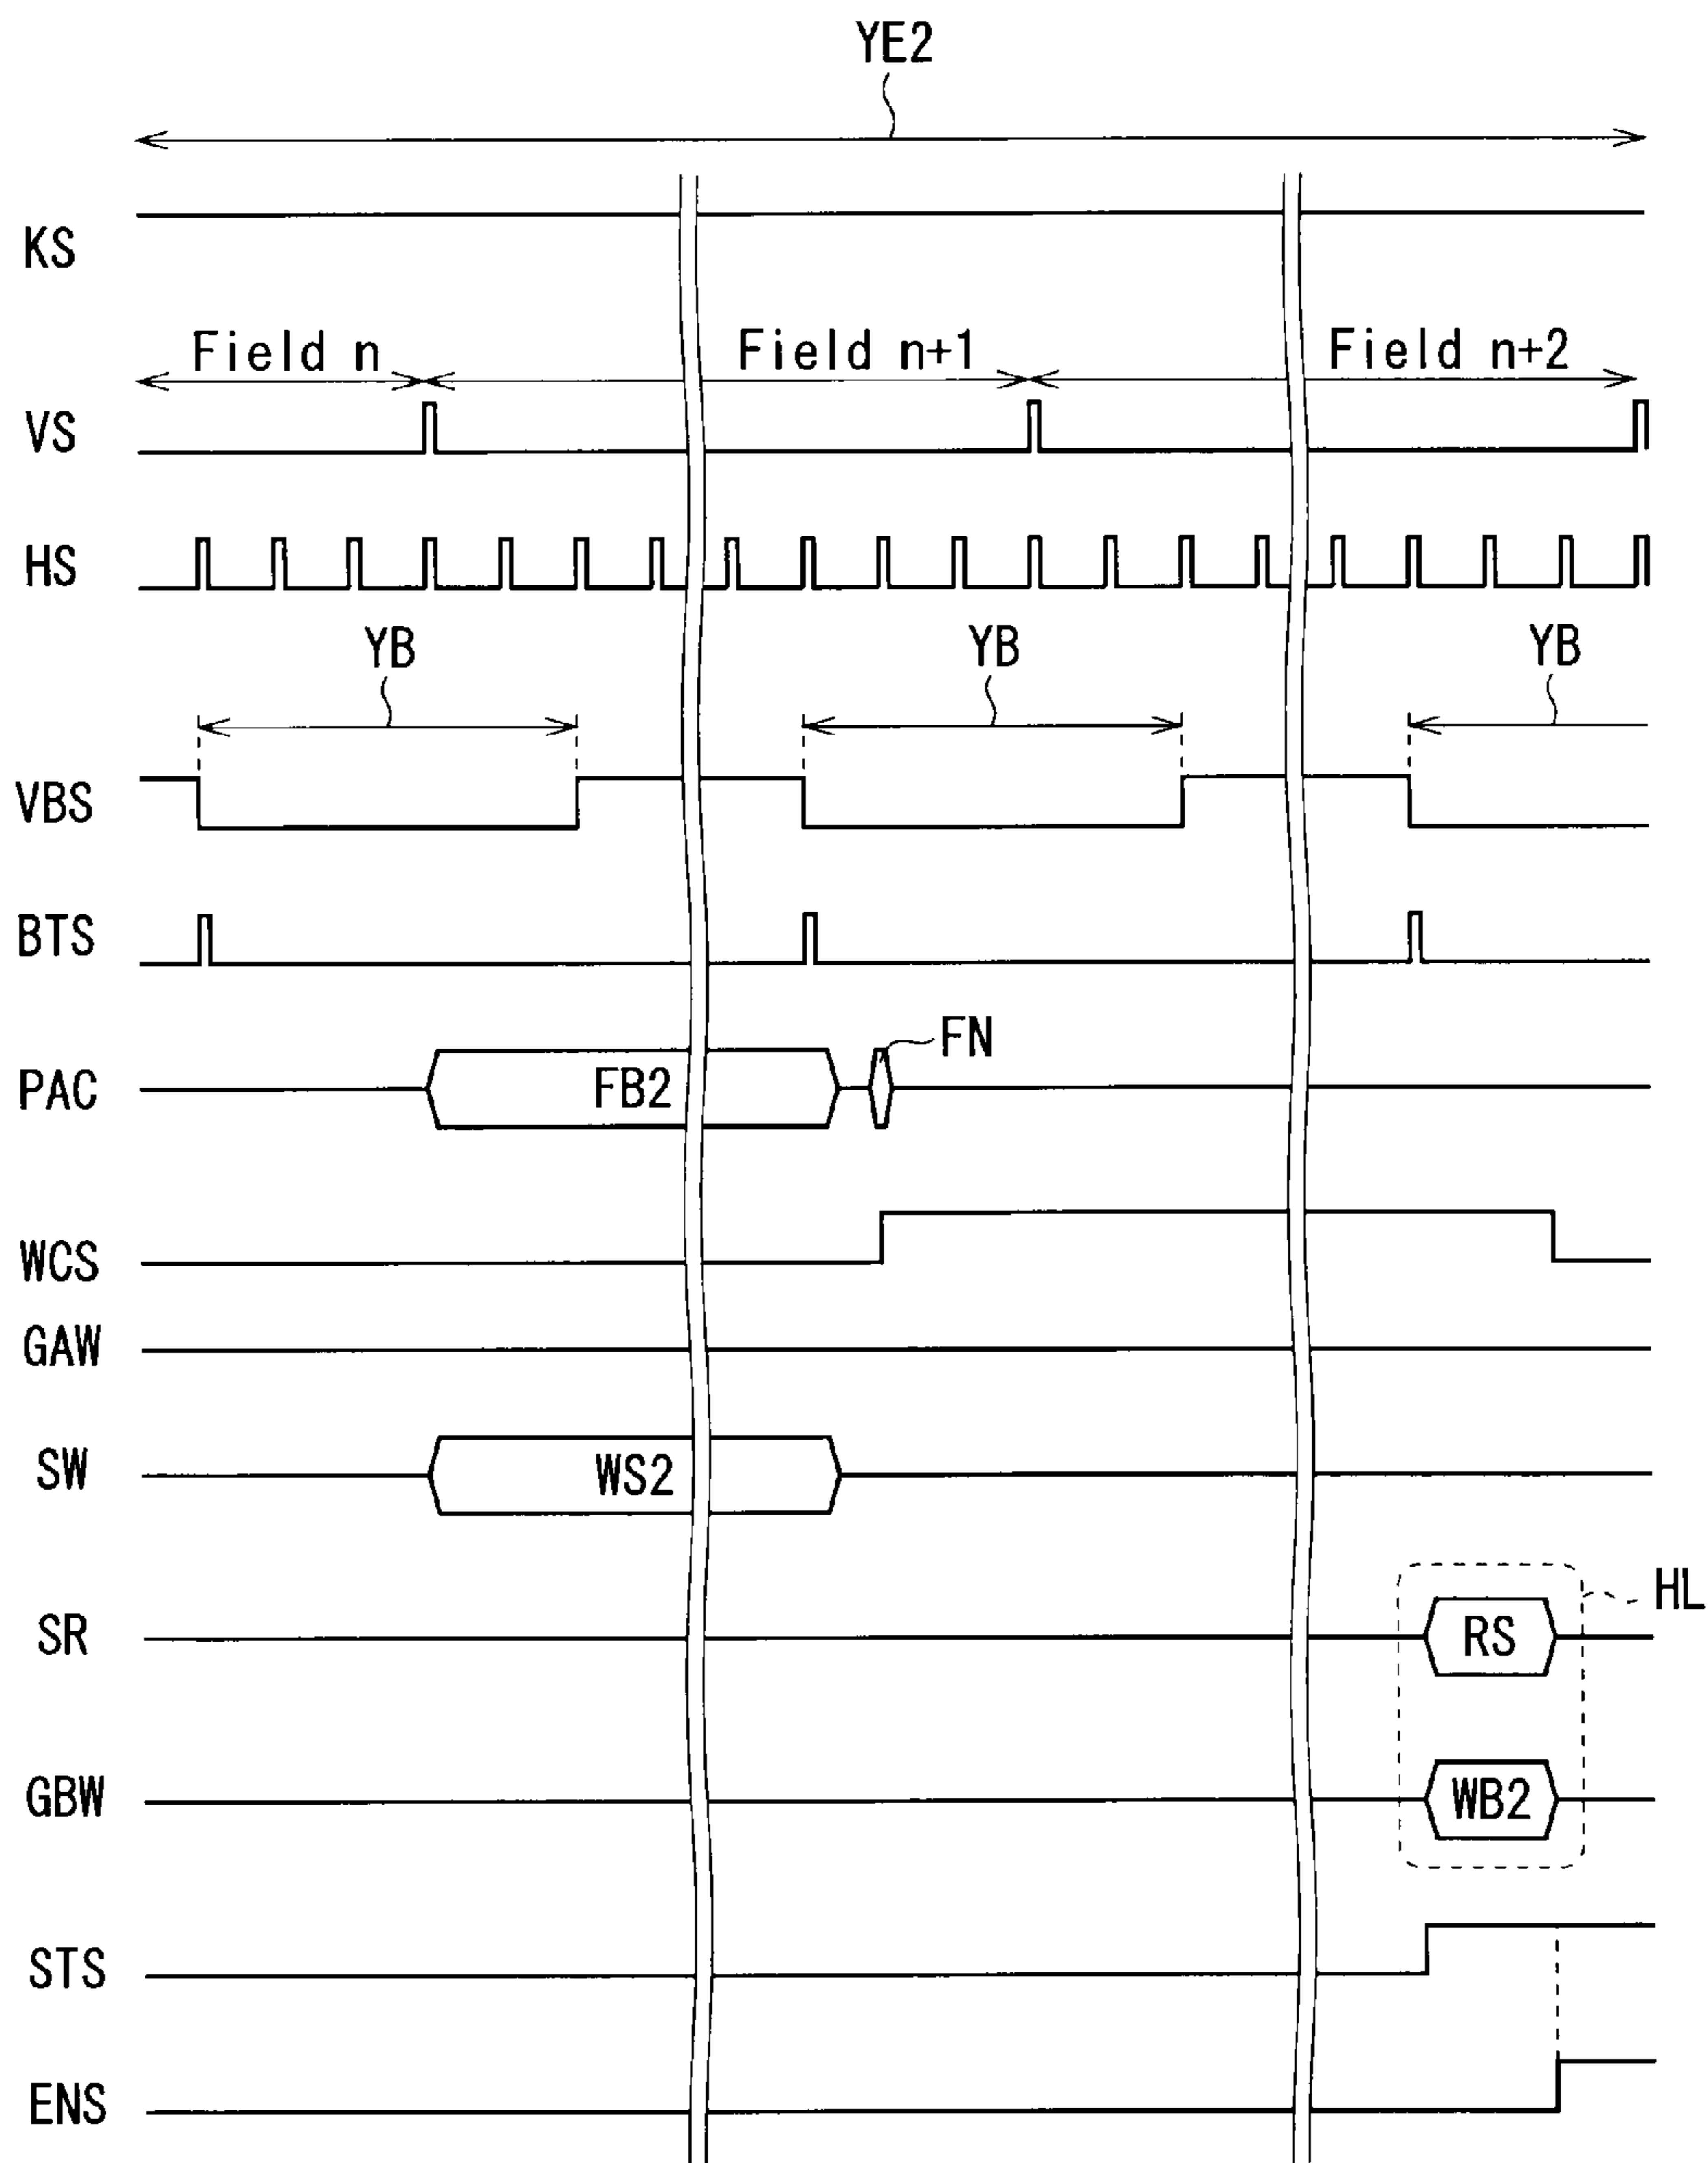 YE2
KS
Field n Field n+1 Field n+2
VS
HS
YB YB YB
VBS
BTS
FN
PAC FB2
WCS
GAW
SW WS2
HL
SR RS
GBW WB2
STS
ENS